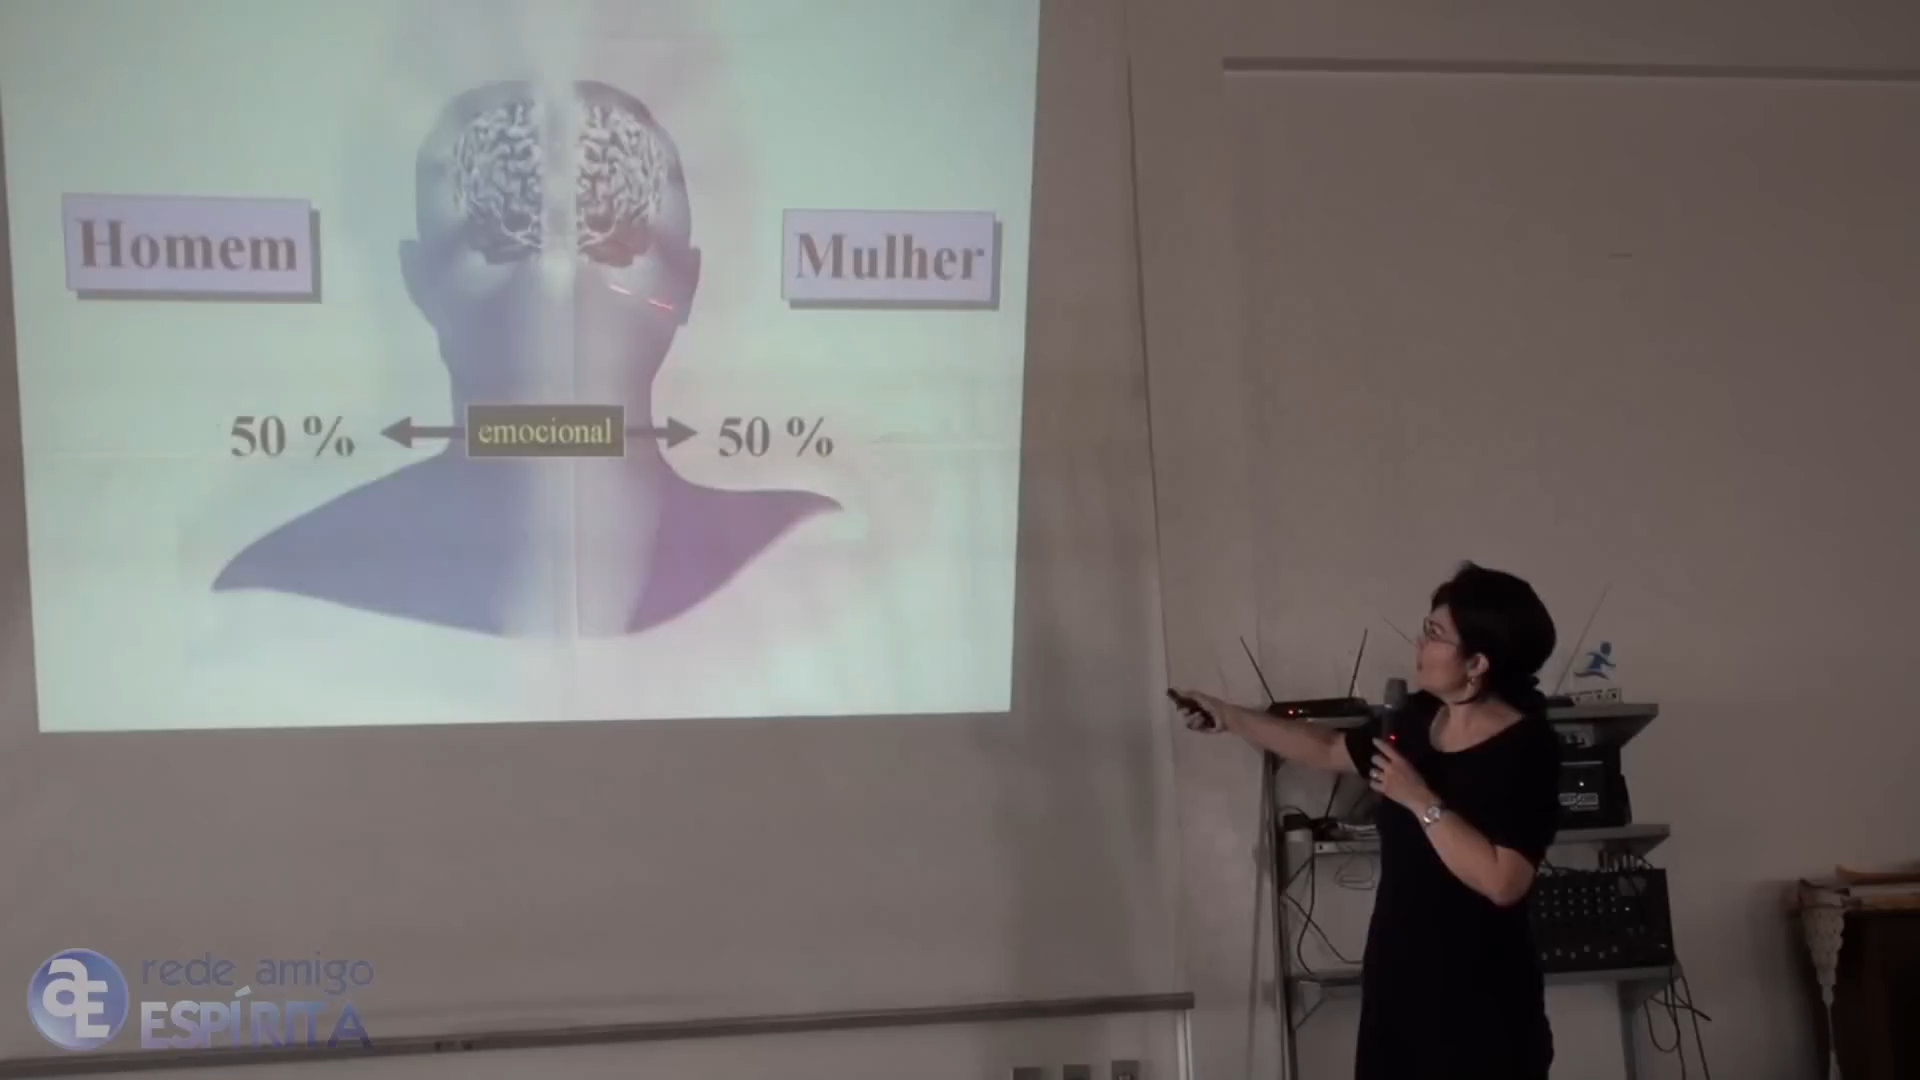 Homem
Mulher
50 %
emocional
50 %
rede amigo
ESPÍRITA